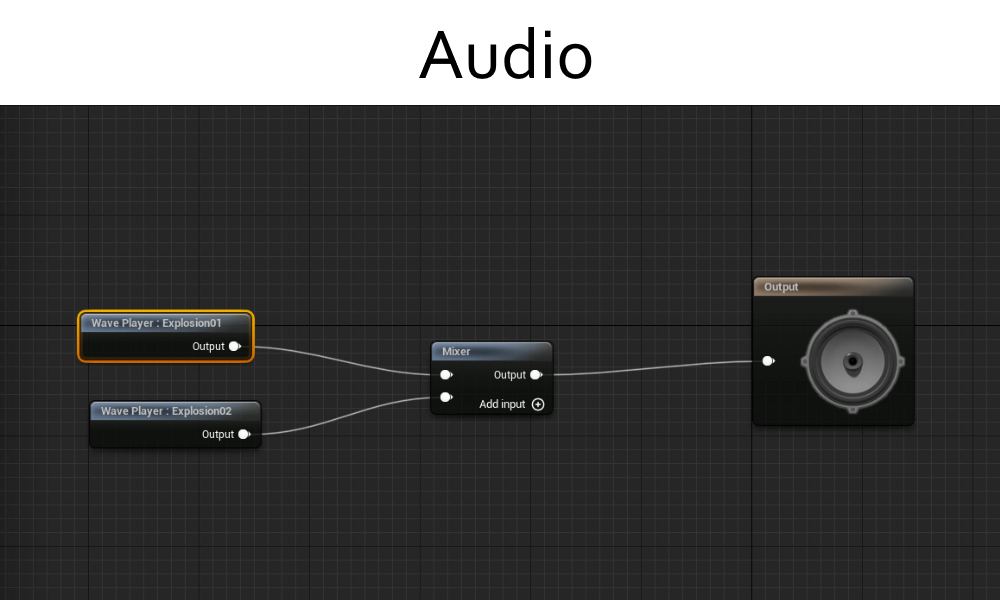 Audio
Output
Wave Player : Explosion01
Output
Mixer
Output
Add input
Wave Player : Explosion02
Output